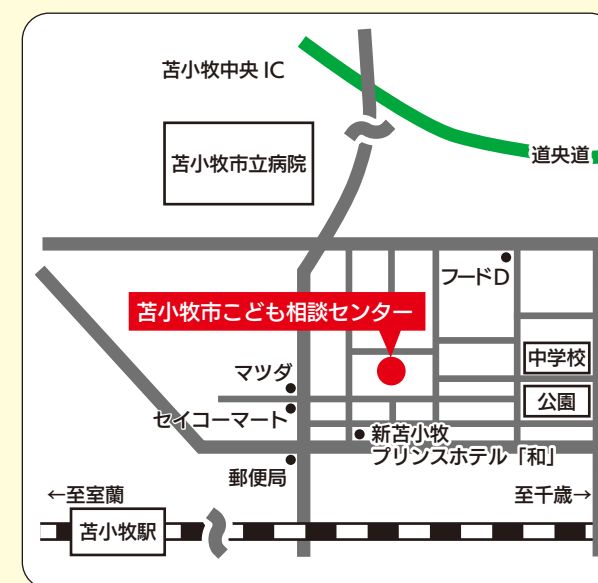 苫小牧中央 IC
苫小牧市立病院
道央道
フードD
苫小牧市こども相談センター
中学校
マツダ
公園
セイコーマート
新苫小牧
プリンスホテル「和」
郵便局
←至室蘭
至千歳→
苫小牧駅